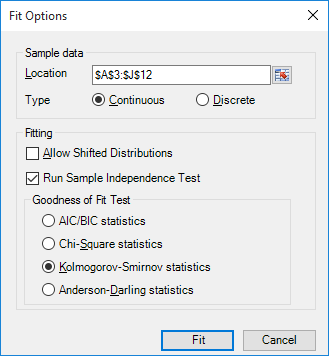 Fit Options
Sample data
Location $A$3:$J$12
Type Continuous Discrete
Fitting
Allow Shifted Distributions
Run Sample Independence Test
Goodness of Fit Test
AIC/BIC statistics
Chi-Square statistics
Kolmogorov-Smirnov statistics
Anderson-Darling statistics
Fit Cancel